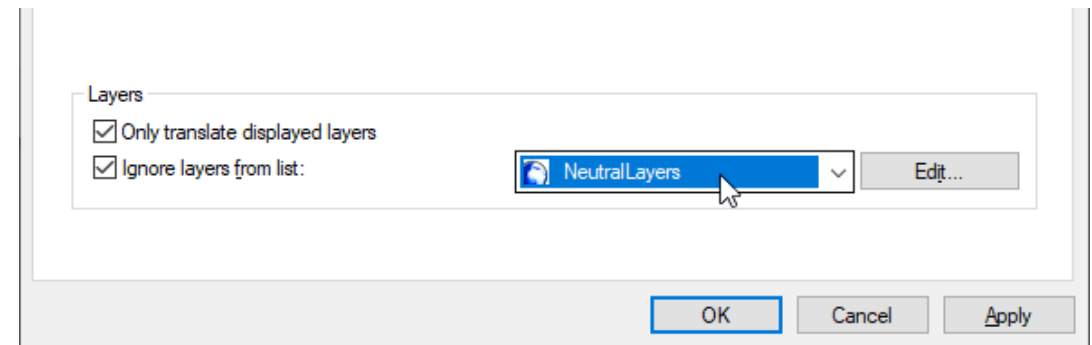 Layers
Only translate displayed layers
Ignore layers from list: NeutralLayers Edit...
OK Cancel Apply